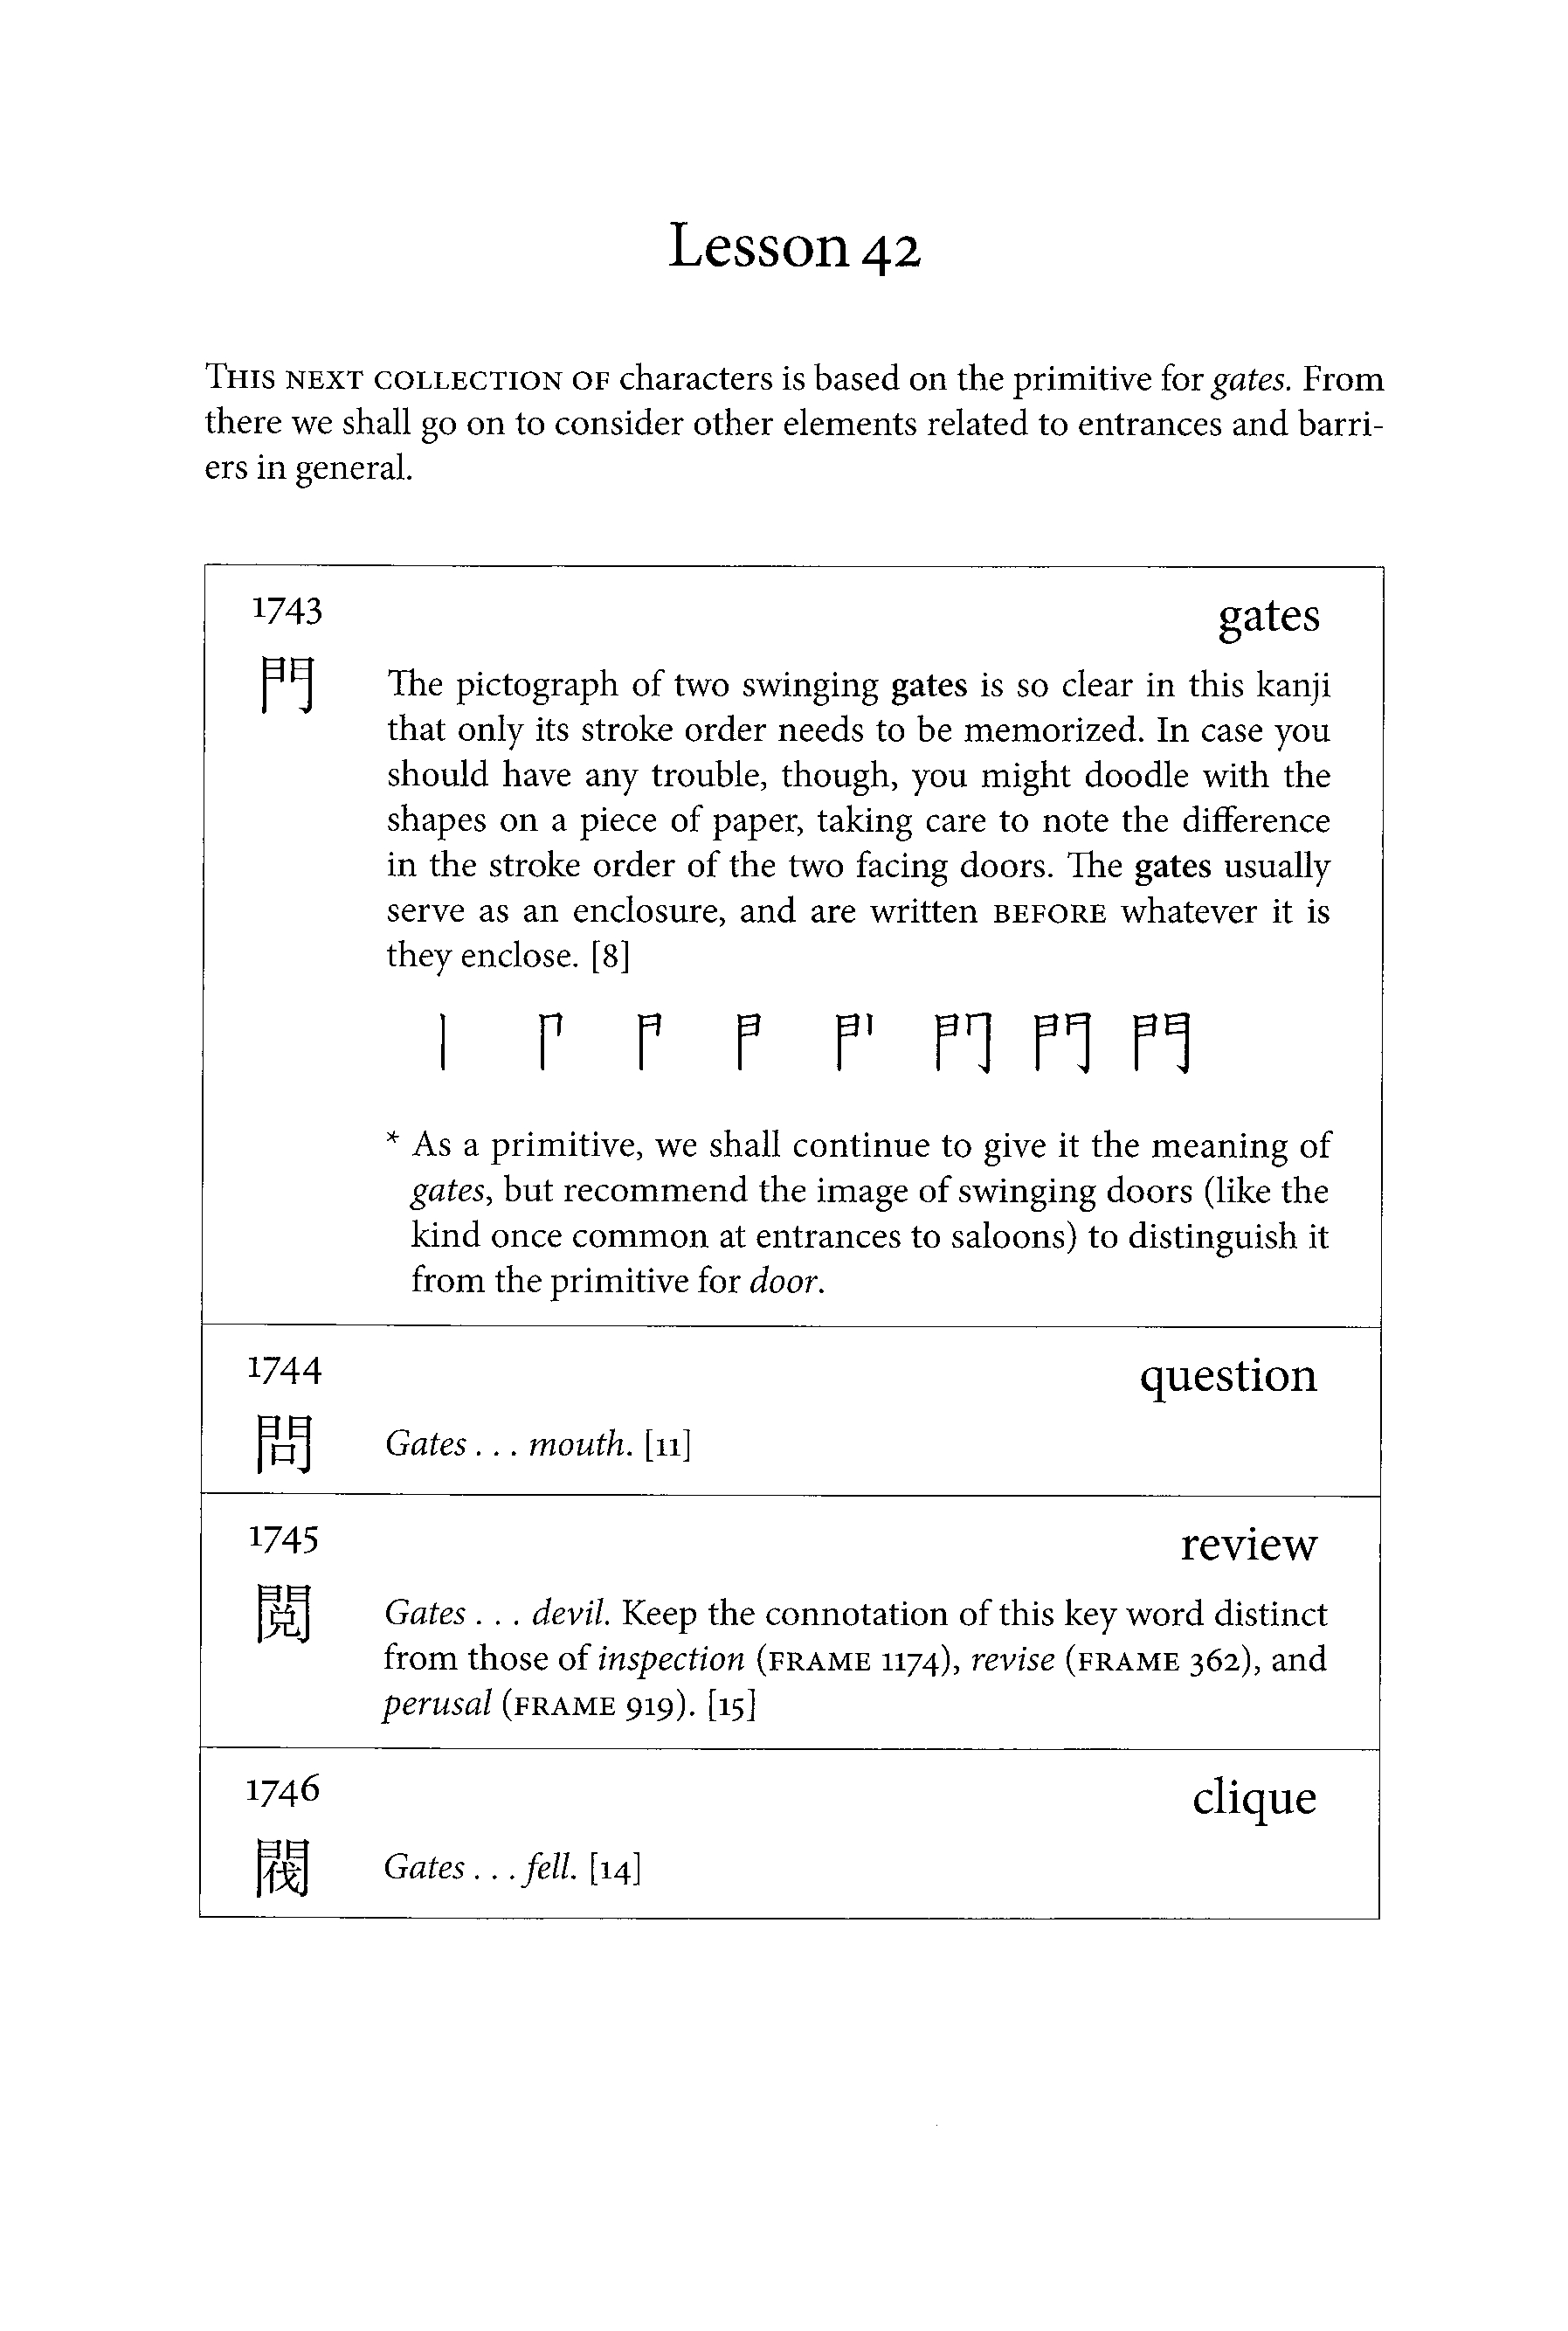 Lesson 42
This next collection of characters is based on the primitive for gates. From
there we shall go on to consider other elements related to entrances and barri-
ers in general.
1743 gates
門 The pictograph of two swinging gates is so clear in this kanji
that only its stroke order needs to be memorized. In case you
should have any trouble, though, you might doodle with the
shapes on a piece of paper, taking care to note the difference
in the stroke order of the two facing doors. The gates usually
serve as an enclosure, and are written BEFORE whatever it is
they enclose. [8]
門
* As a primitive, we shall continue to give it the meaning of
gates, but recommend the image of swinging doors (like the
kind once common at entrances to saloons) to distinguish it
from the primitive for door.
1744 question
問 Gates . . . mouth. [11]
1745 review
閲 Gates . . . devil. Keep the connotation of this key word distinct
from those of inspection (FRAME 1174), revise (FRAME 362), and
perusal (FRAME 919). [15]
1746 clique
閥 Gates . . . fell. [14]